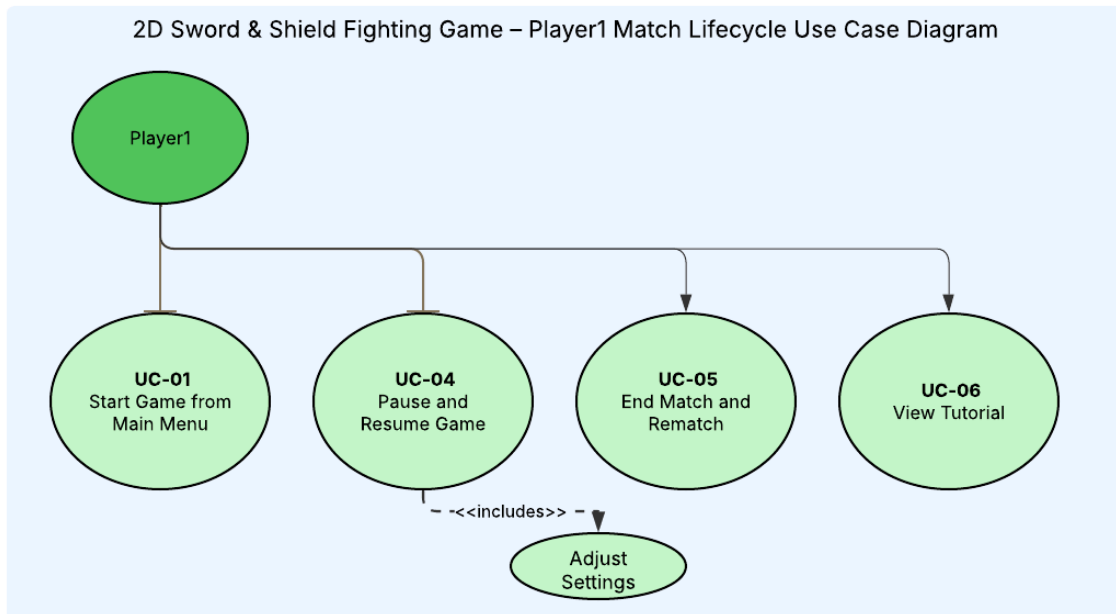 2D Sword & Shield Fighting Game – Player1 Match Lifecycle Use Case Diagram
Player1
UC-01
Start Game from
Main Menu
UC-04
Pause and
Resume Game
UC-05
End Match and
Rematch
UC-06
View Tutorial
<<includes>>
Adjust
Settings